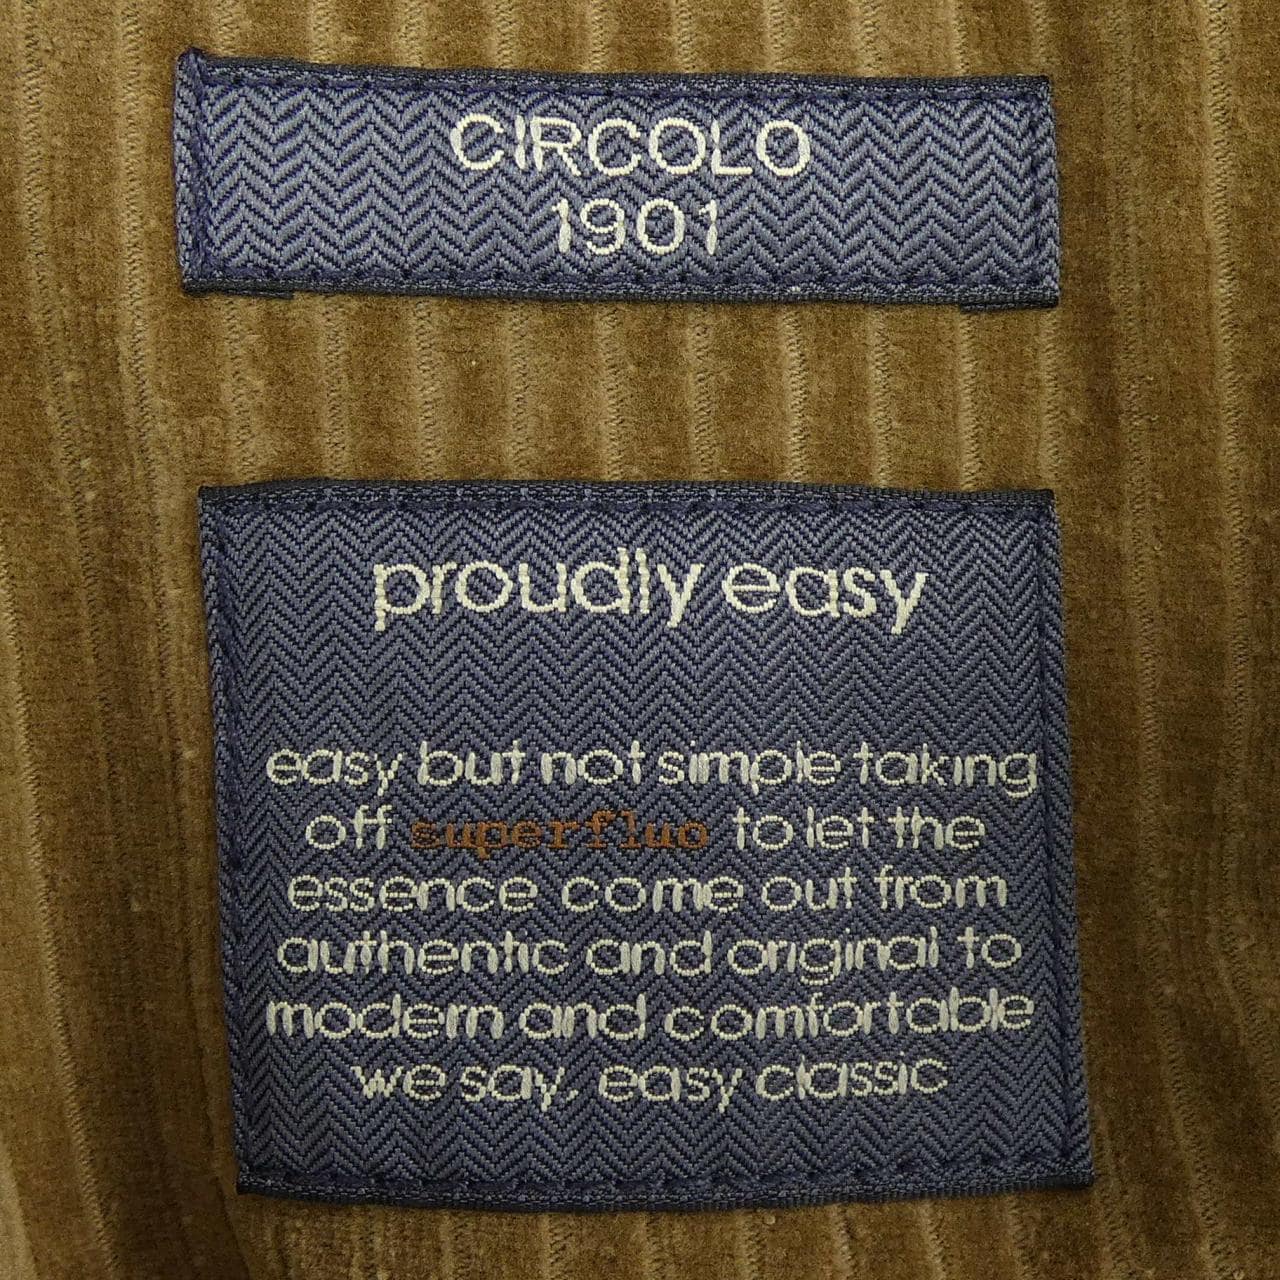 CIRCOLO
1901
proudly easy
easy but not simple taking
off superfluo to let the
essence come out from
authentic and original to
modern and comfortable
we say, easy classic